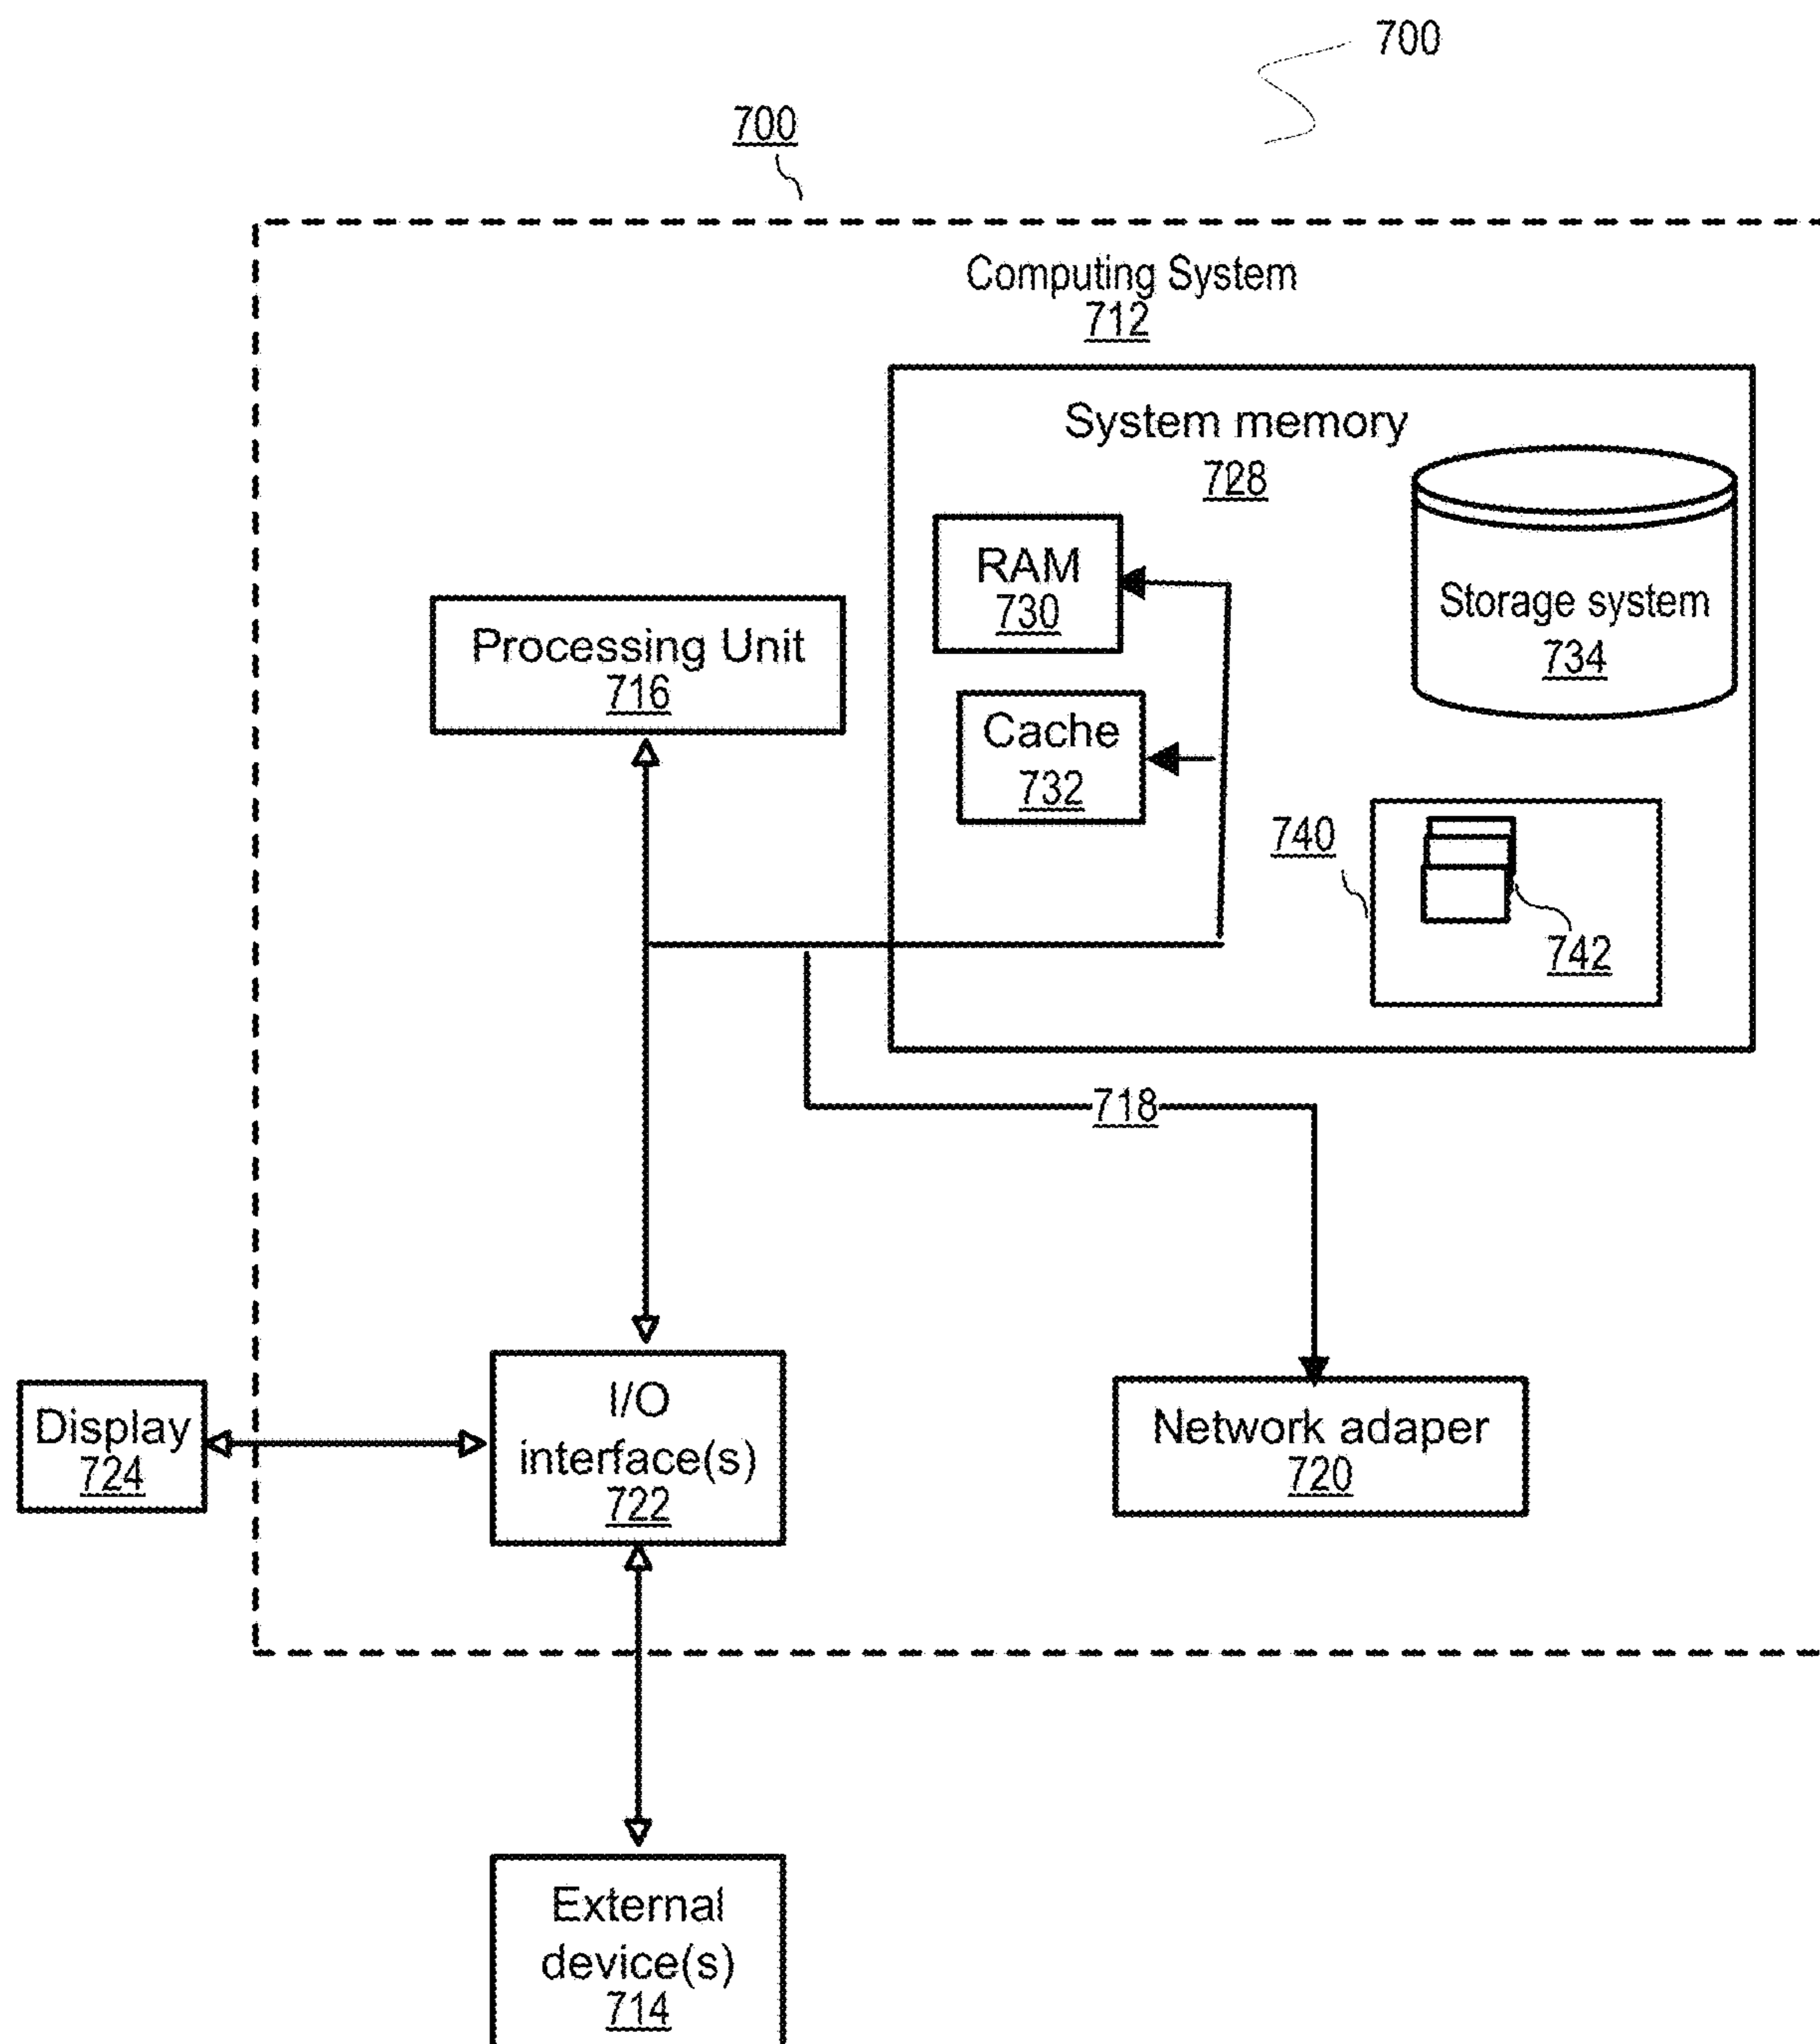 700
700
Computing System
712
System memory
728
RAM
730
Storage system
734
Processing Unit
716
Cache
732
740
742
718
I/O
interface(s)
722
Display
724
Network adaper
720
External
device(s)
714